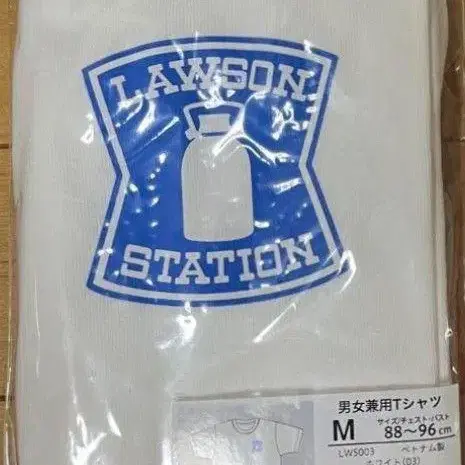 LAWSON
STATION
男女兼用Tシャツ
サイズ/チェスト・バスト
M 88～96cm
LWS003 ベトナム製
ホワイト(03)